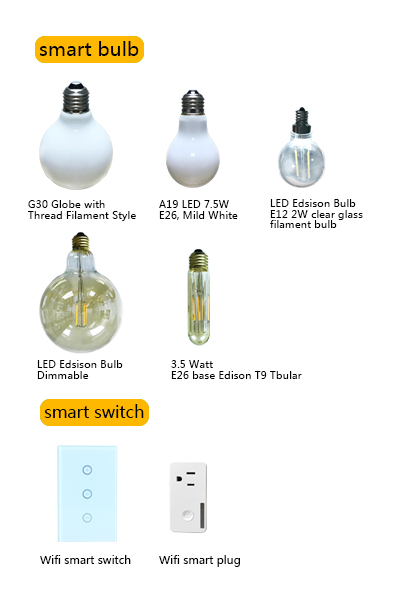 smart bulb
G30 Globe with
Thread Filament Style
A19 LED 7.5W
E26, Mild White
LED Edsison Bulb
E12 2W clear glass
filament bulb
LED Edsison Bulb
Dimmable
3.5 Watt
E26 base Edison T9 Tbular
smart switch
Wifi smart switch
Wifi smart plug